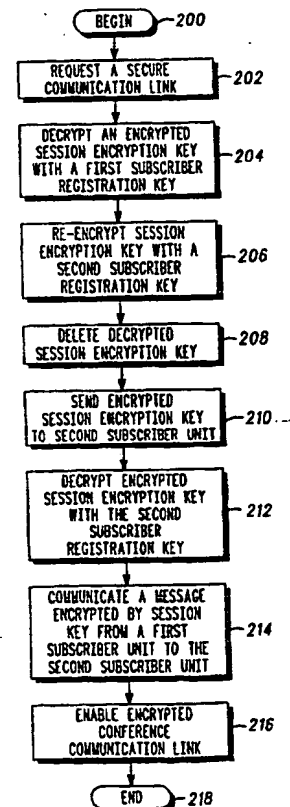 BEGIN
200
REQUEST A SECURE
COMMUNICATION LINK
202
DECRYPT AN ENCRYPTED
SESSION ENCRYPTION KEY
WITH A FIRST SUBSCRIBER
REGISTRATION KEY
204
RE-ENCRYPT SESSION
ENCRYPTION KEY WITH A
SECOND SUBSCRIBER
REGISTRATION KEY
206
DELETE DECRYPTED
SESSION ENCRYPTION KEY
208
SEND ENCRYPTED
SESSION ENCRYPTION KEY
TO SECOND SUBSCRIBER UNIT
210
DECRYPT ENCRYPTED
SESSION ENCRYPTION KEY
WITH THE SECOND
SUBSCRIBER
REGISTRATION KEY
212
COMMUNICATE A MESSAGE
ENCRYPTED BY SESSION
KEY FROM A FIRST
SUBSCRIBER UNIT TO THE
SECOND SUBSCRIBER UNIT
214
ENABLE ENCRYPTED
CONFERENCE
COMMUNICATION LINK
216
END
218